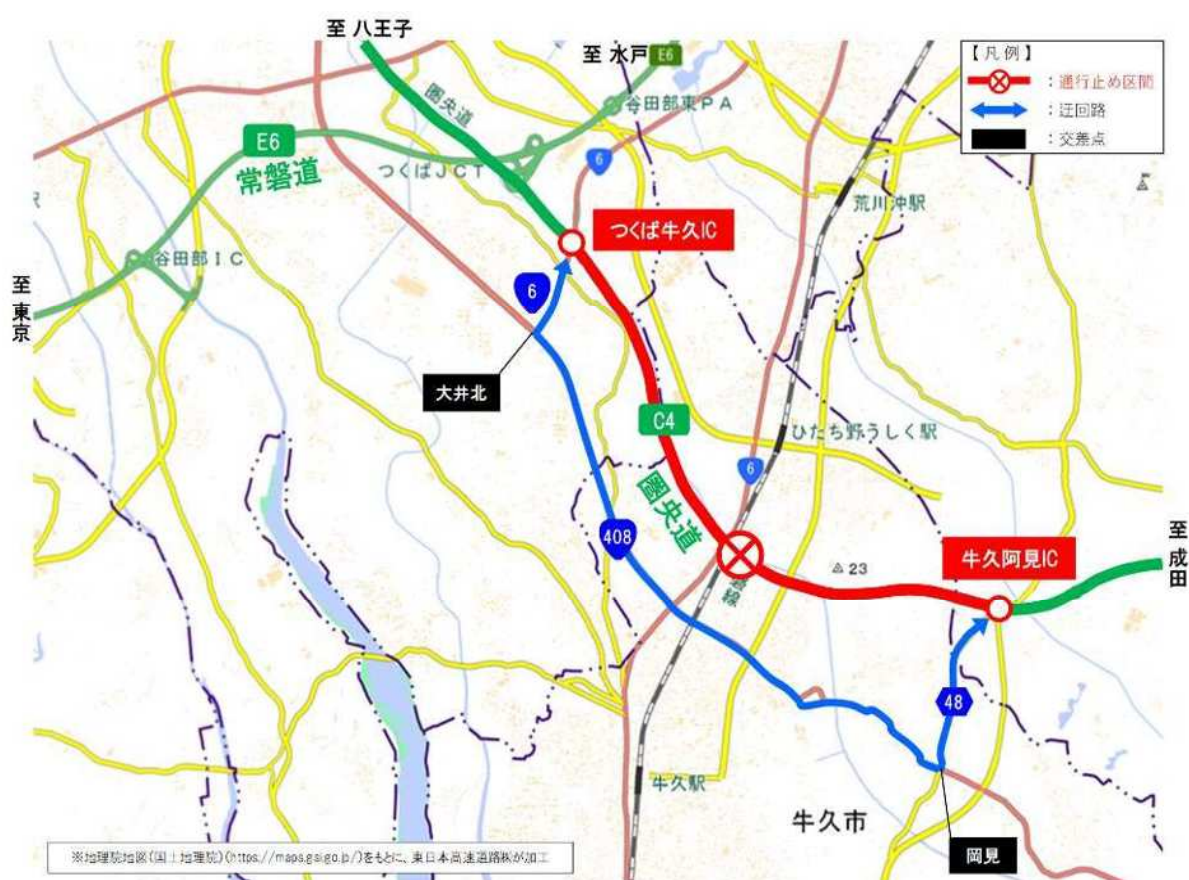 至 八王子
至 水戸
E6
【凡例】
：通行止め区間
：迂回路
：交差点
圏央道
谷田部東PA
E6
常磐道
つくばJCT
6
荒川沖駅
つくば牛久IC
谷田部IC
至 東京
6
大井北
C4
ひたち野うしく駅
6
圏央道
408
至 成田
牛久阿見IC
23
48
牛久駅
牛久市
岡見
※地理院地図(国土地理院)(https://maps.gsi.go.jp/)をもとに、東日本高速道路㈱が加工